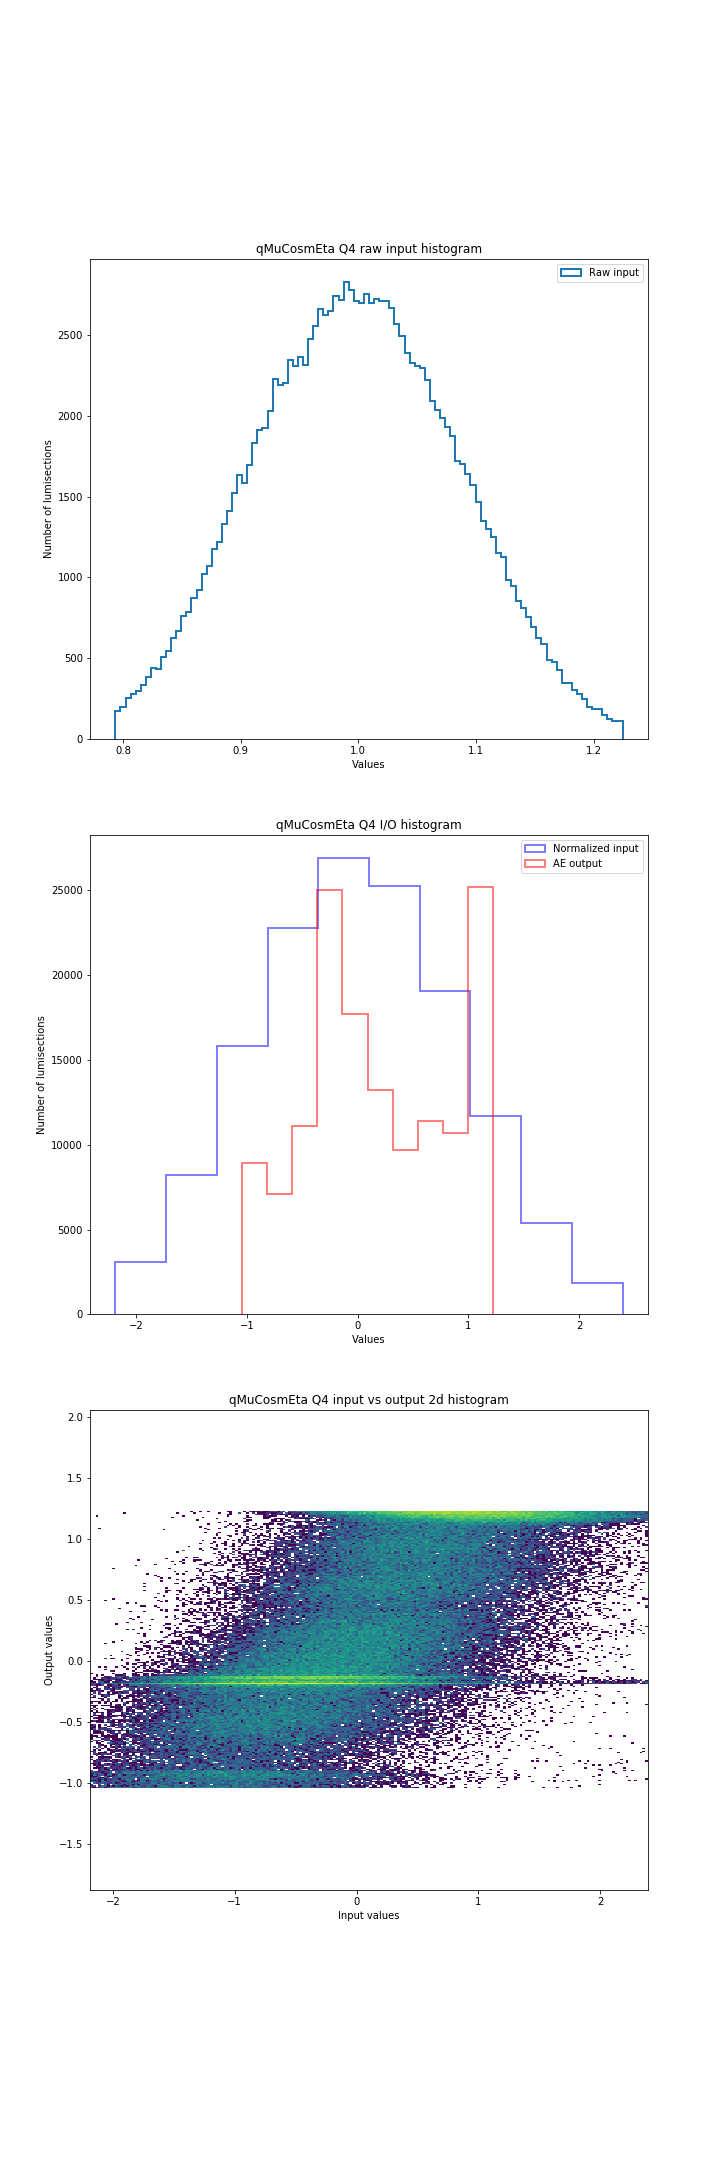 qMuCosmEta Q4 raw input histogram
Raw input
Number of lumisections
2500
2000
1500
1000
500
0
0.8 0.9 1.0 1.1 1.2
Values
qMuCosmEta Q4 I/O histogram
Normalized input
AE output
Number of lumisections
25000
20000
15000
10000
5000
0
−2 −1 0 1 2
Values
qMuCosmEta Q4 input vs output 2d histogram
Output values
2.0
1.5
1.0
0.5
0.0
−0.5
−1.0
−1.5
−2 −1 0 1 2
Input values